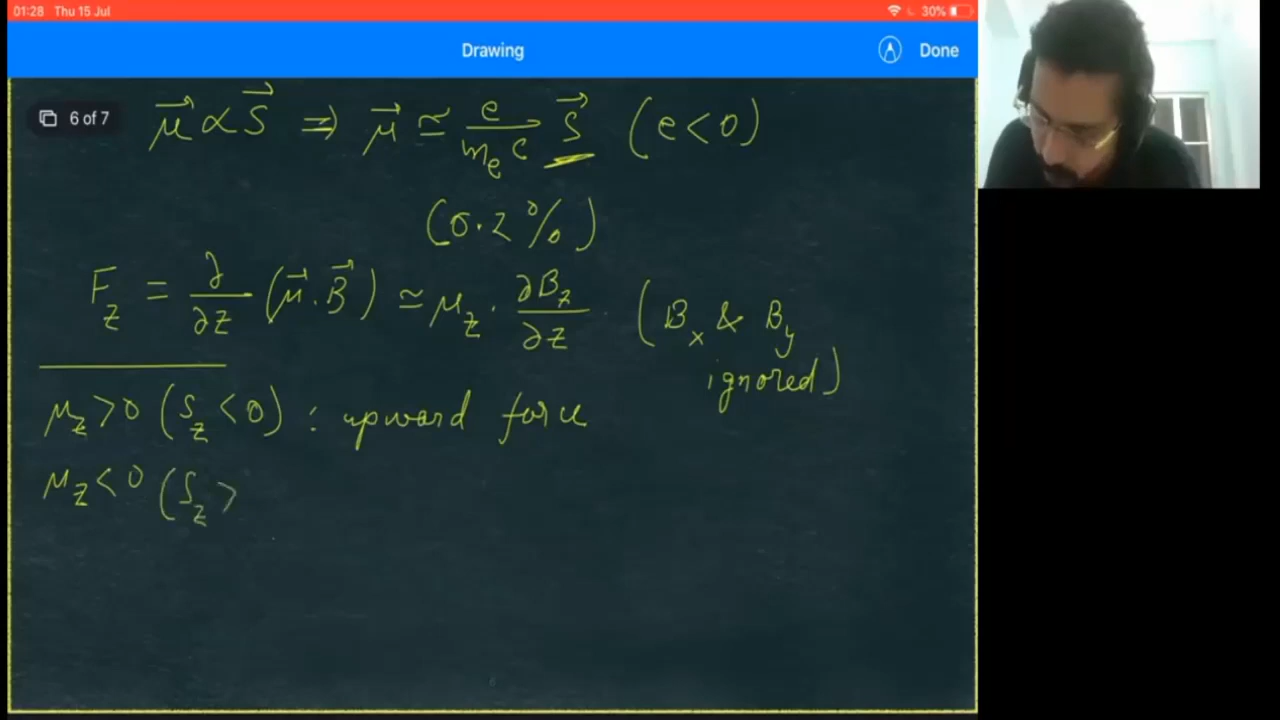 01:28 Thu 15 Jul 30%
Drawing Done
6 of 7
μ⃗ ∝ S⃗ ⇒ μ⃗ ≃ e/(mₑc) S⃗ (e<0)
(0.2%)
F_z = ∂/∂z (μ⃗.B⃗) ≃ μ_z . ∂B_z/∂z . (B_x & B_y
ignored)
μ_z>0 (S_z<0) : upward force
μ_z<0 (S_z>